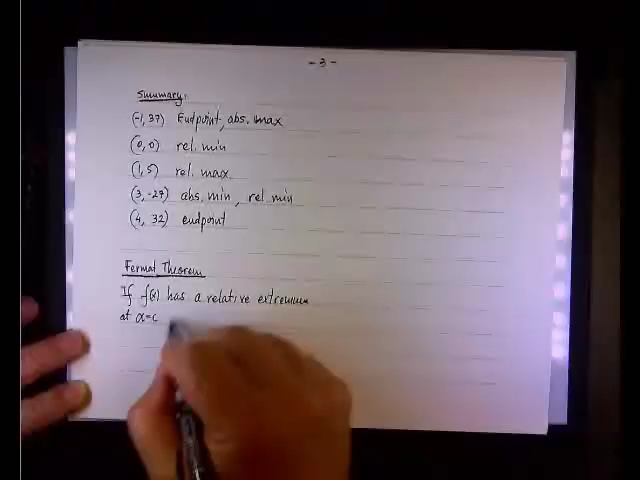 - 3 -
Summary:
(-1, 37) Endpoint, abs. max
(0, 0) rel. min
(1, 5) rel. max
(3, -27) abs. min, rel min
(4, 32) endpoint
Fermat Theorem
If f(x) has a relative extremum
at x=c